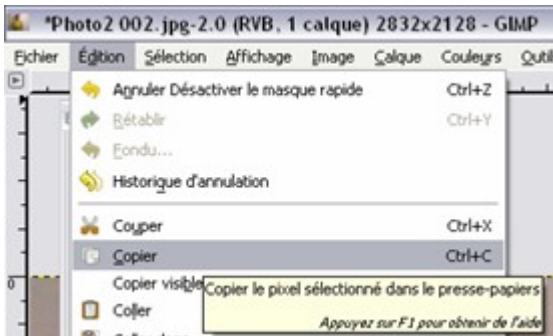 *Photo2 002.jpg-2.0 (RVB, 1 calque) 2832x2128 - GIMP
Fichier Édition Sélection Affichage Image Calque Couleurs Outil
Annuler Désactiver le masque rapide Ctrl+Z
Rétablir Ctrl+Y
Fondu...
Historique d'annulation
Couper Ctrl+X
Copier Ctrl+C
Copier visible
Copier le pixel sélectionné dans le presse-papiers
Coller
Appuyez sur F1 pour obtenir de l'aide
0